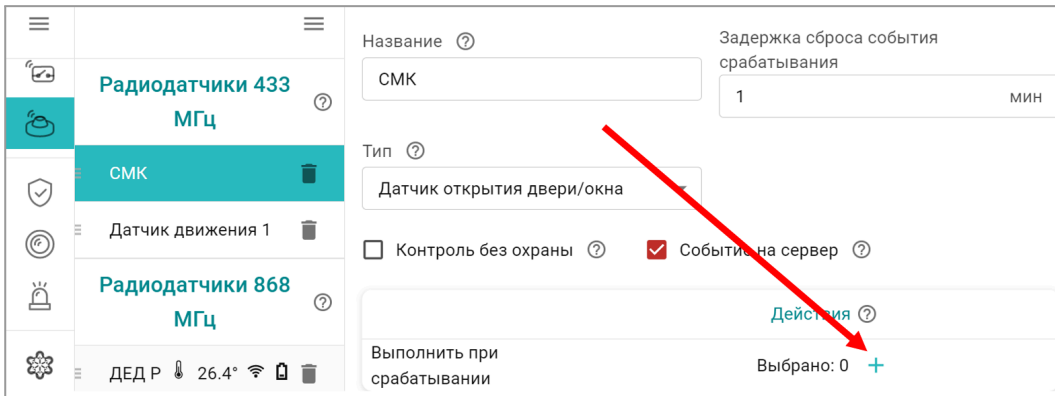 Радиодатчики 433
МГц
СМК
Датчик движения 1
Радиодатчики 868
МГц
ДЕД Р 26.4°
Название
СМК
Задержка сброса события
срабатывания
1 мин
Тип
Датчик открытия двери/окна
Контроль без охраны Событие на сервер
Действия
Выполнить при
срабатывании
Выбрано: 0 +